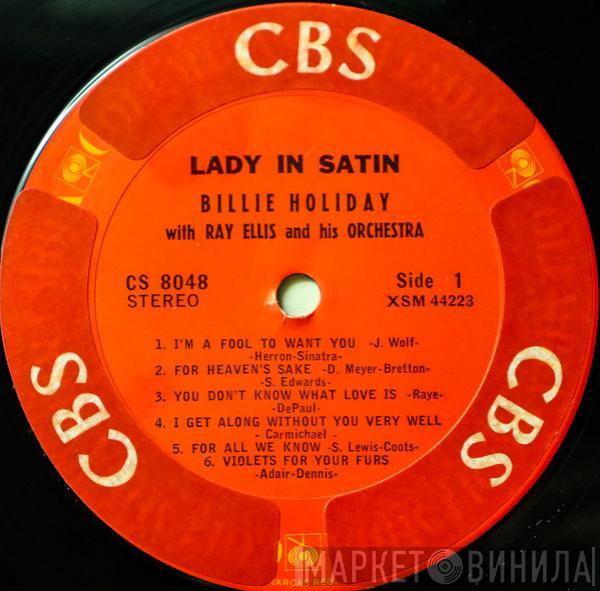 CBS
LADY IN SATIN
BILLIE HOLIDAY
with RAY ELLIS and his ORCHESTRA
CS 8048
STEREO
Side 1
XSM 44223
1. I'M A FOOL TO WANT YOU -J. Wolf-
-Herron-Sinatra-
2. FOR HEAVEN'S SAKE -D. Meyer-Bretton-
-S. Edwards-
3. YOU DON'T KNOW WHAT LOVE IS -Raye-
-DePaul-
4. I GET ALONG WITHOUT YOU VERY WELL
- Carmichael -
5. FOR ALL WE KNOW -S. Lewis-Coots-
6. VIOLETS FOR YOUR FURS
-Adair-Dennis-
CBS
CBS
МАРКЕТ ВИНИЛА